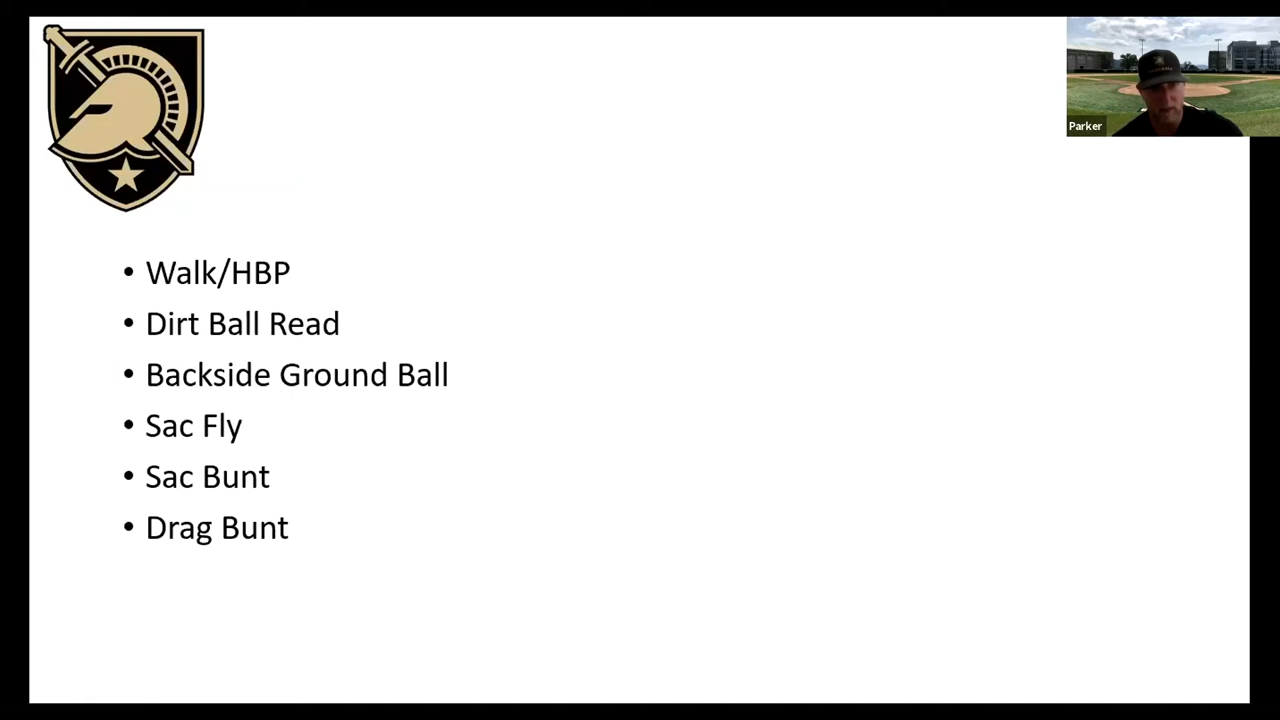 Parker
• Walk/HBP
• Dirt Ball Read
• Backside Ground Ball
• Sac Fly
• Sac Bunt
• Drag Bunt